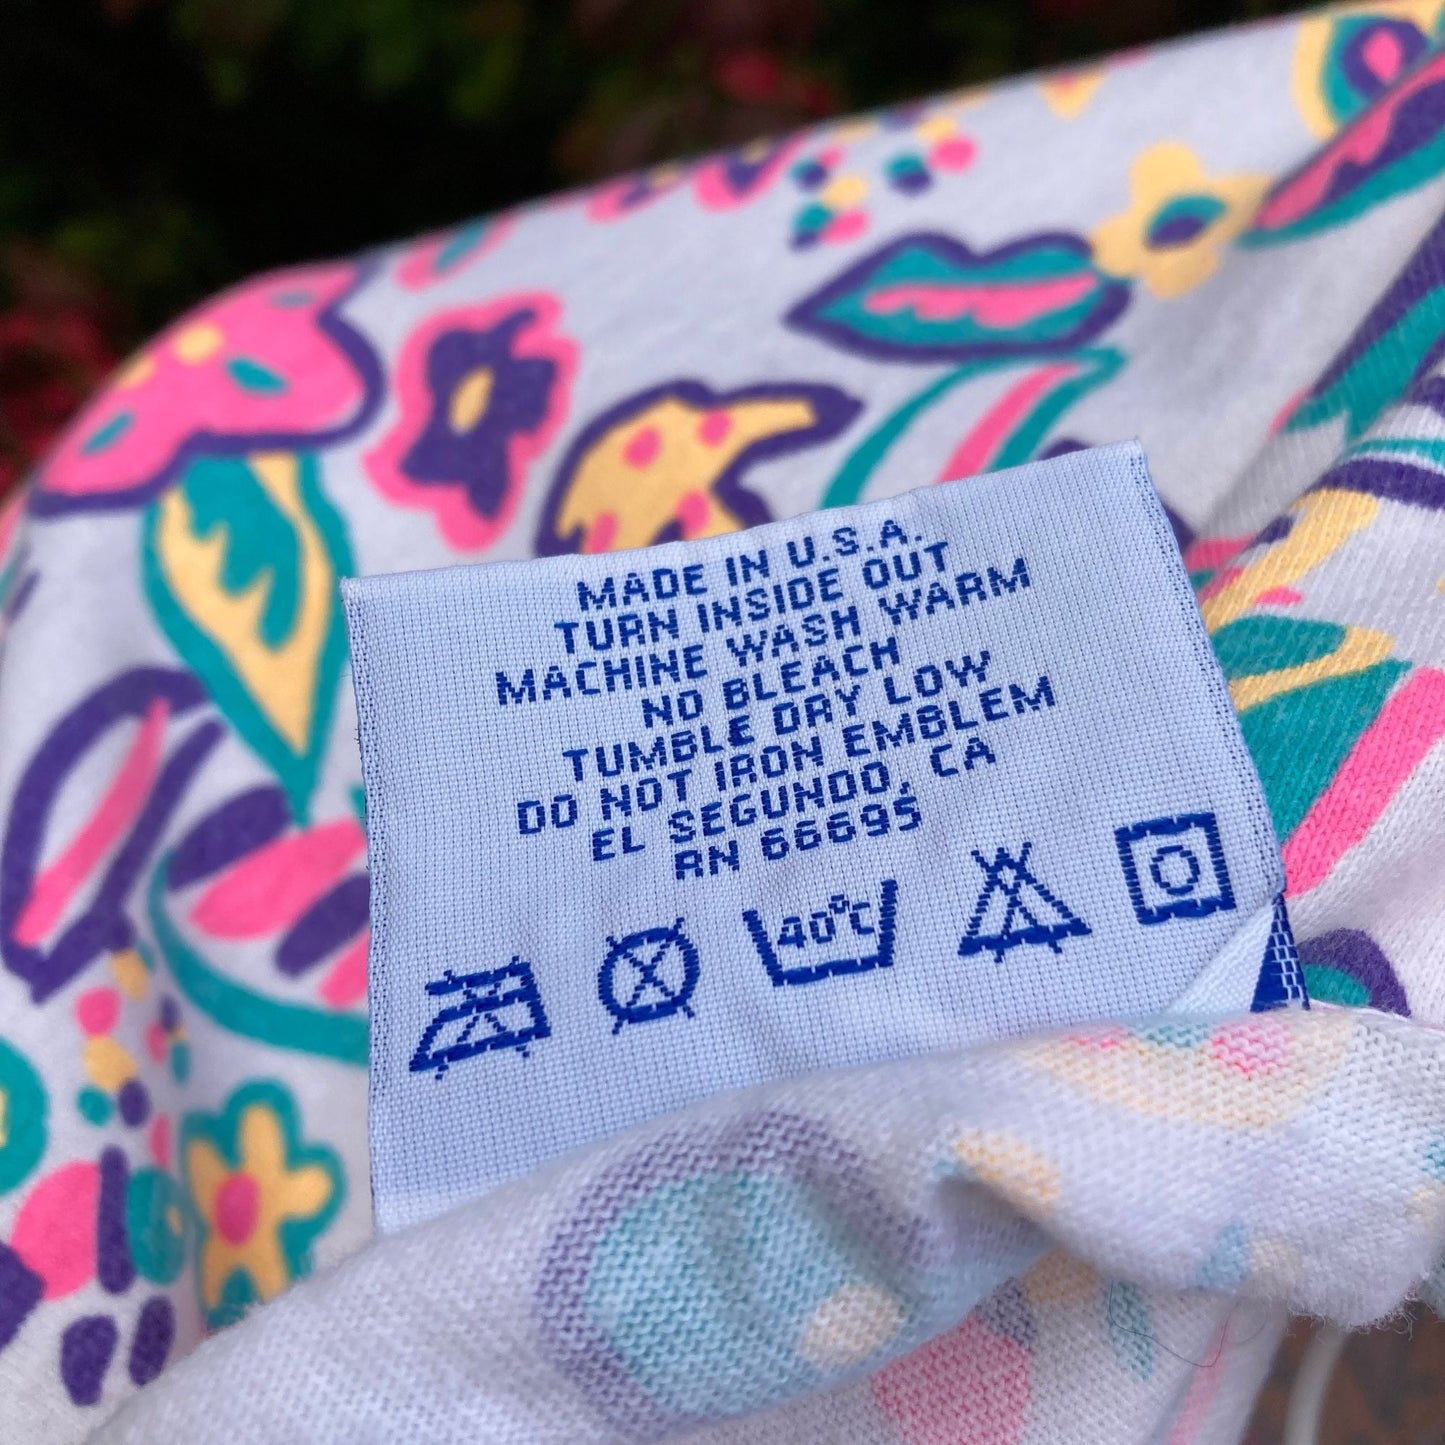 MADE IN U.S.A.
TURN INSIDE OUT
MACHINE WASH WARM
NO BLEACH
TUMBLE DRY LOW
DO NOT IRON EMBLEM
EL SEGUNDO, CA
RN 66695
40°C